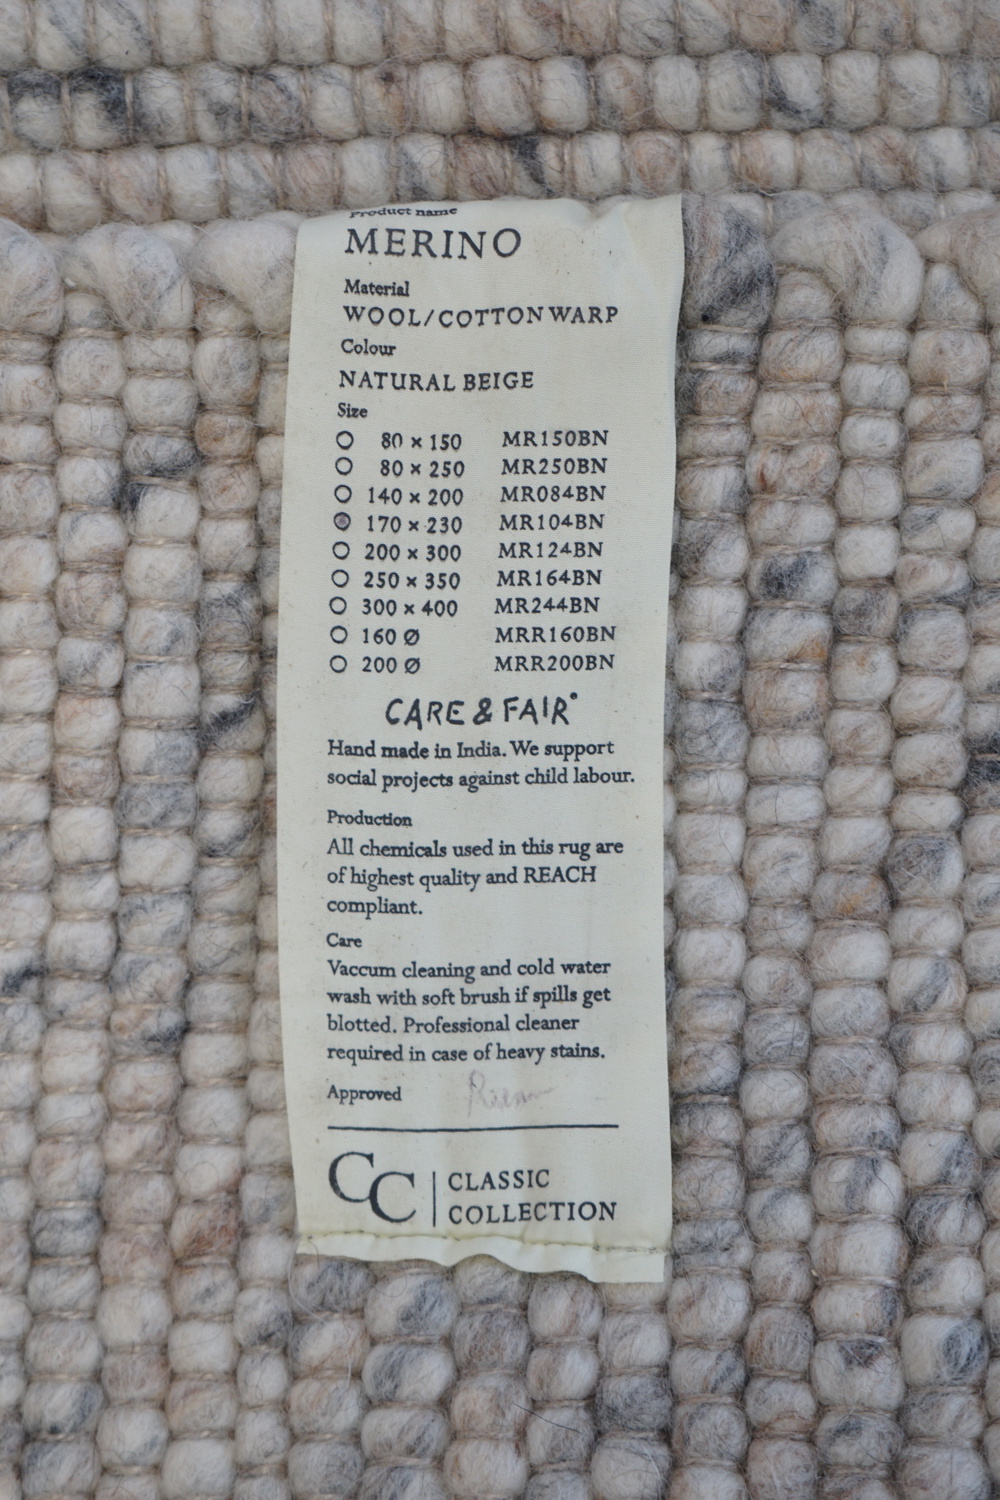 Product name
MERINO
Material
WOOL/COTTON WARP
Colour
NATURAL BEIGE
Size
80 × 150 MR150BN
80 × 250 MR250BN
140 × 200 MR084BN
170 × 230 MR104BN
200 × 300 MR124BN
250 × 350 MR164BN
300 × 400 MR244BN
160 Ø MRR160BN
200 Ø MRR200BN
CARE & FAIR®
Hand made in India. We support
social projects against child labour.
Production
All chemicals used in this rug are
of highest quality and REACH
compliant.
Care
Vaccum cleaning and cold water
wash with soft brush if spills get
blotted. Professional cleaner
required in case of heavy stains.
Approved
CC | CLASSIC
COLLECTION